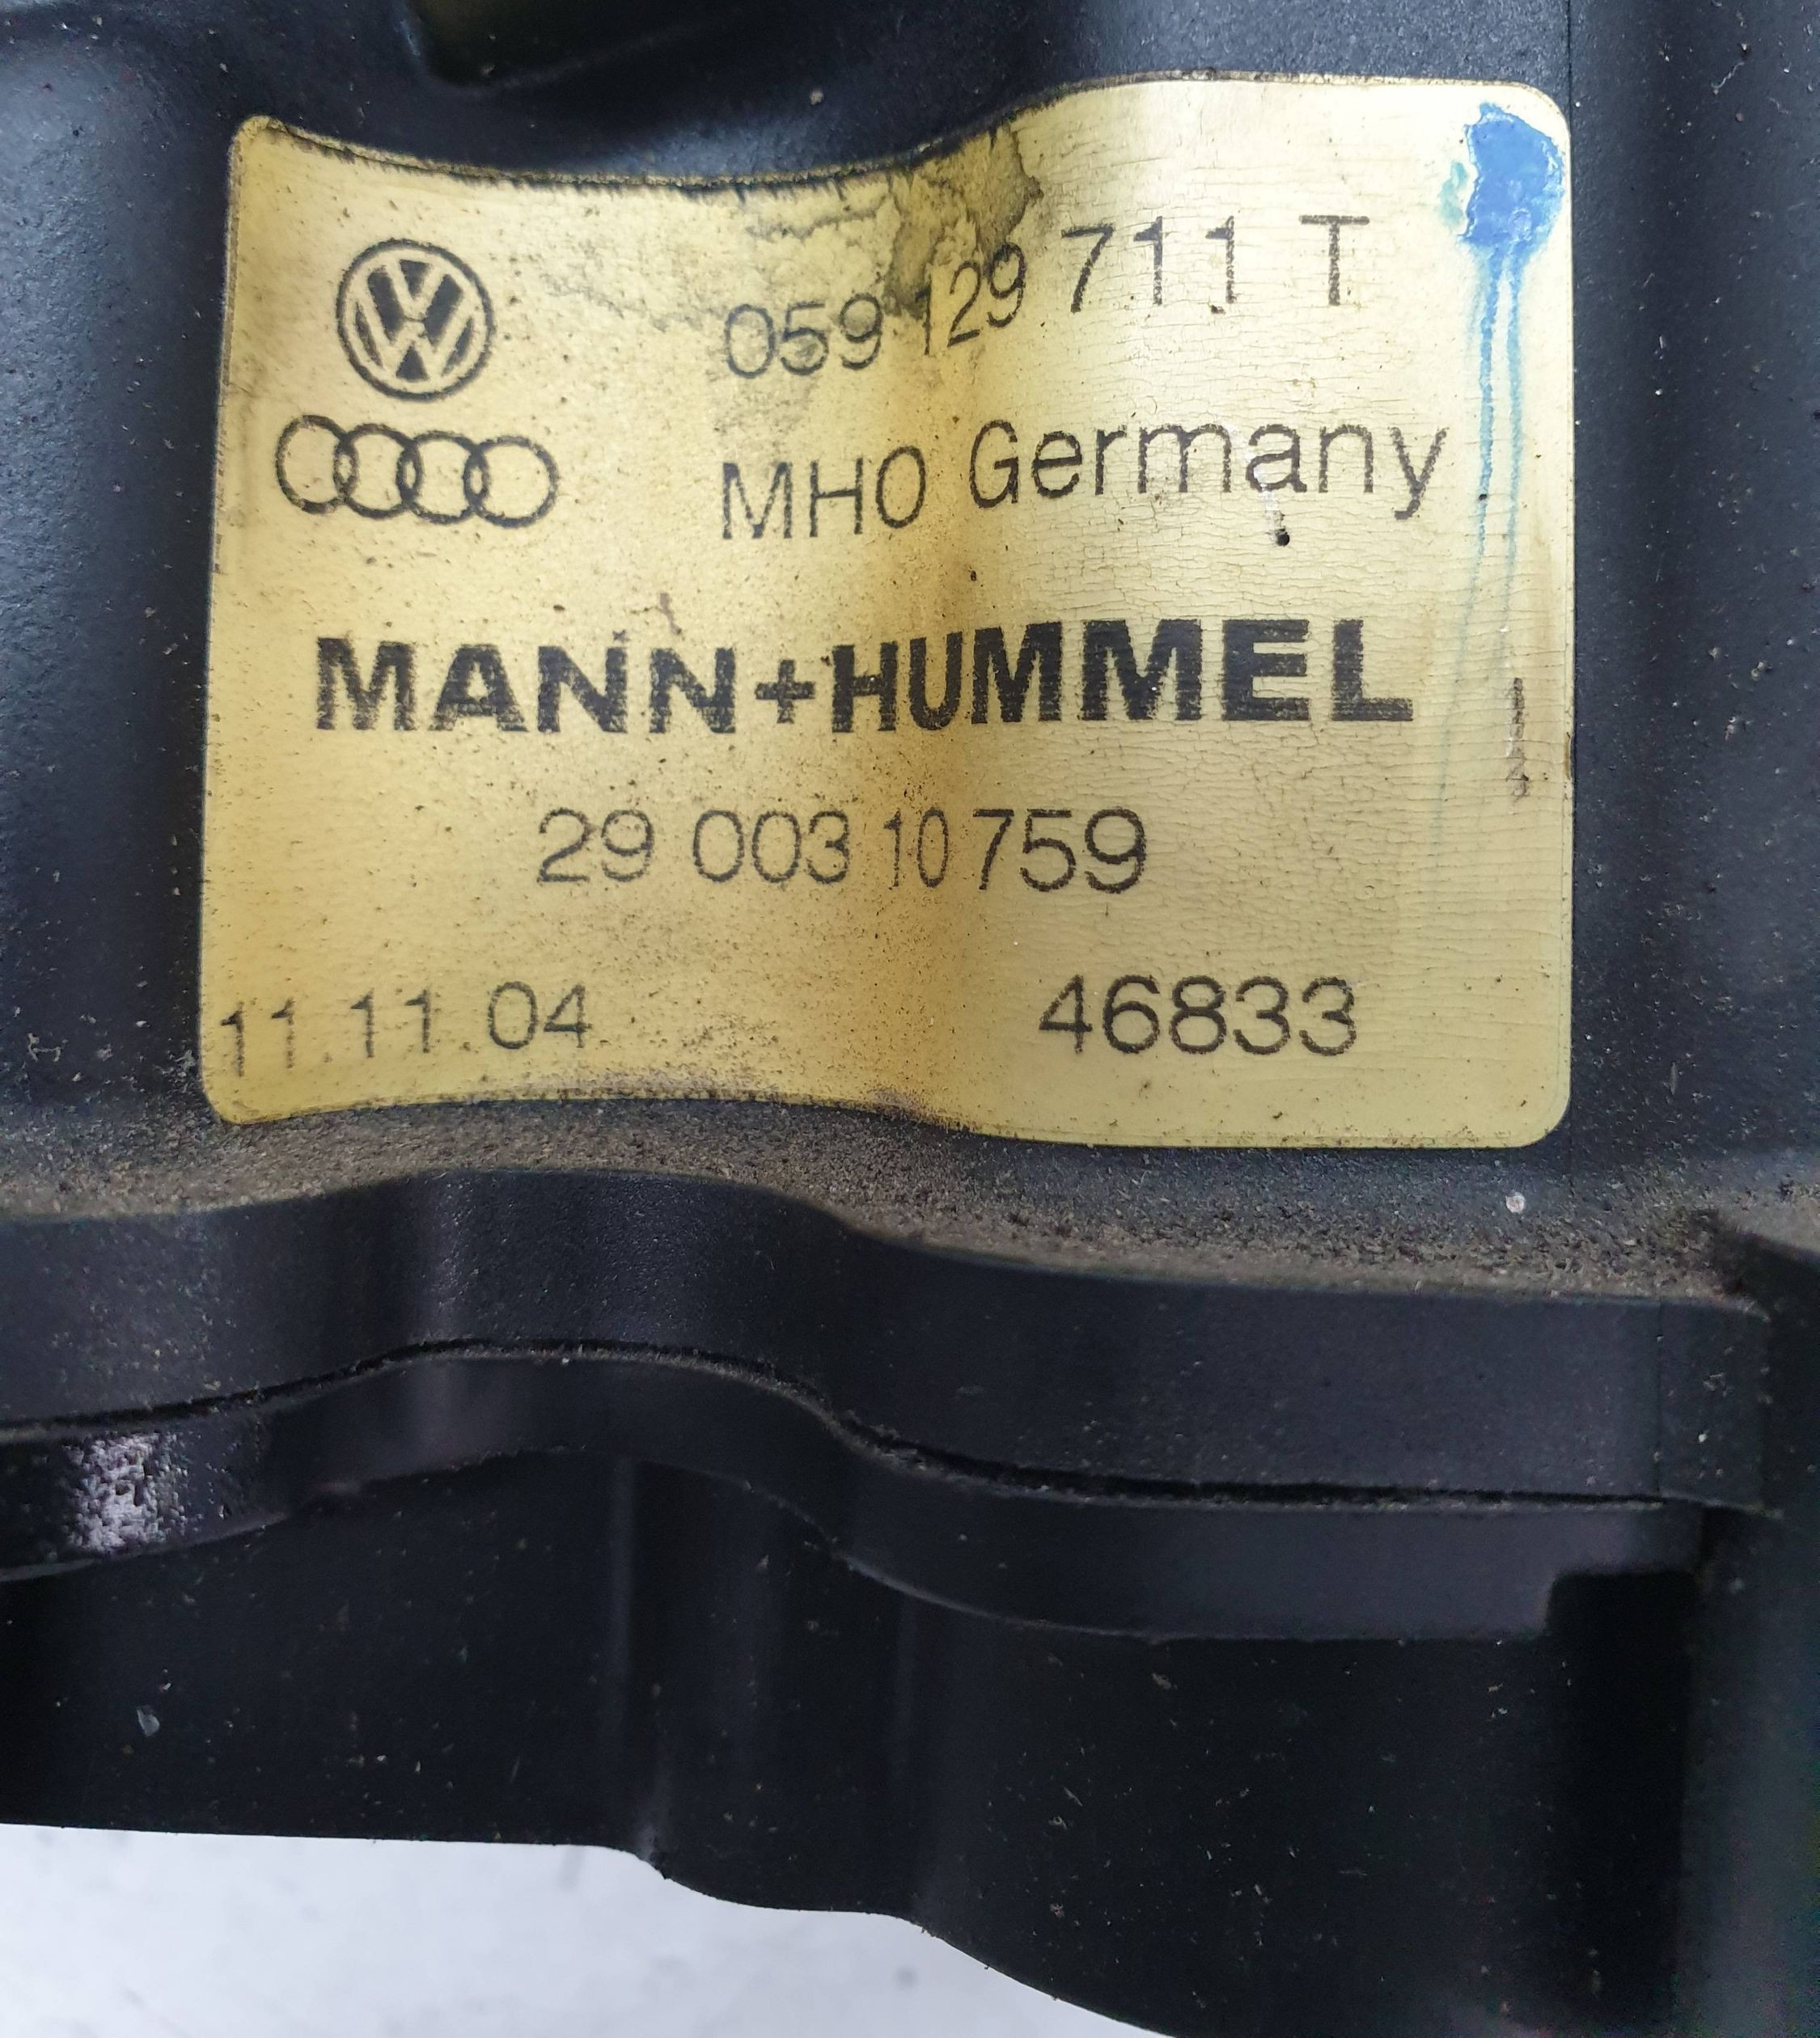 059 129 711 T
MHO Germany
MANN+HUMMEL
29 003 10 759
11.11.04 46833